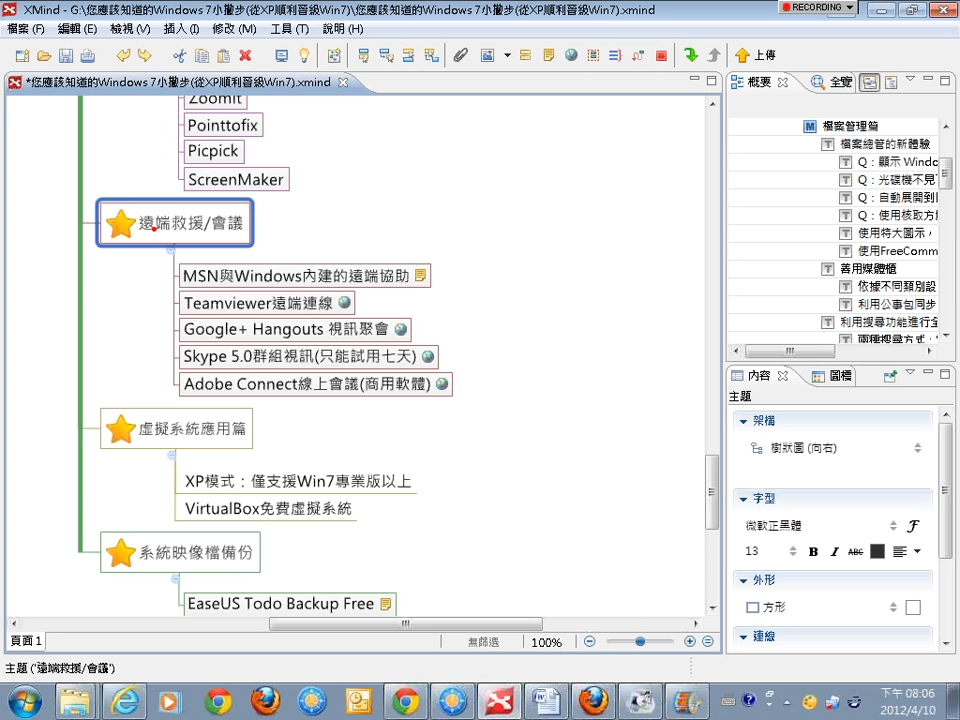 XMind - G:\您應該知道的Windows 7小撇步(從XP順利晉級Win7)\您應該知道的Windows 7小撇步(從XP順利晉級Win7).xmind
RECORDING
檔案 (F) 編輯 (E) 檢視 (V) 插入 (I) 修改 (M) 工具 (T) 說明 (H)
上傳
*您應該知道的Windows 7小撇步(從XP順利晉級Win7).xmind
ZoomIt
Pointtofix
Picpick
ScreenMaker
遠端救援/會議
MSN與Windows內建的遠端協助
Teamviewer遠端連線
Google+ Hangouts 視訊聚會
Skype 5.0群組視訊(只能試用七天)
Adobe Connect線上會議(商用軟體)
虛擬系統應用篇
XP模式：僅支援Win7專業版以上
VirtualBox免費虛擬系統
系統映像檔備份
EaseUS Todo Backup Free
頁面 1
無篩選
100%
主題 ('遠端救援/會議')
概要
全覽
檔案管理篇
檔案總管的新體驗
Q：顯示 Windo
Q：光碟機不見
Q：自動展開到
Q：使用核取方
使用特大圖示，
使用FreeComm
善用媒體櫃
依據不同類別設
利用公事包同步
利用搜尋功能進行全
兩種搜尋方式，
內容
圖標
主題
架構
樹狀圖 (向右)
字型
微軟正黑體
13
B I ABC
外形
方形
連線
下午 08:06
2012/4/10